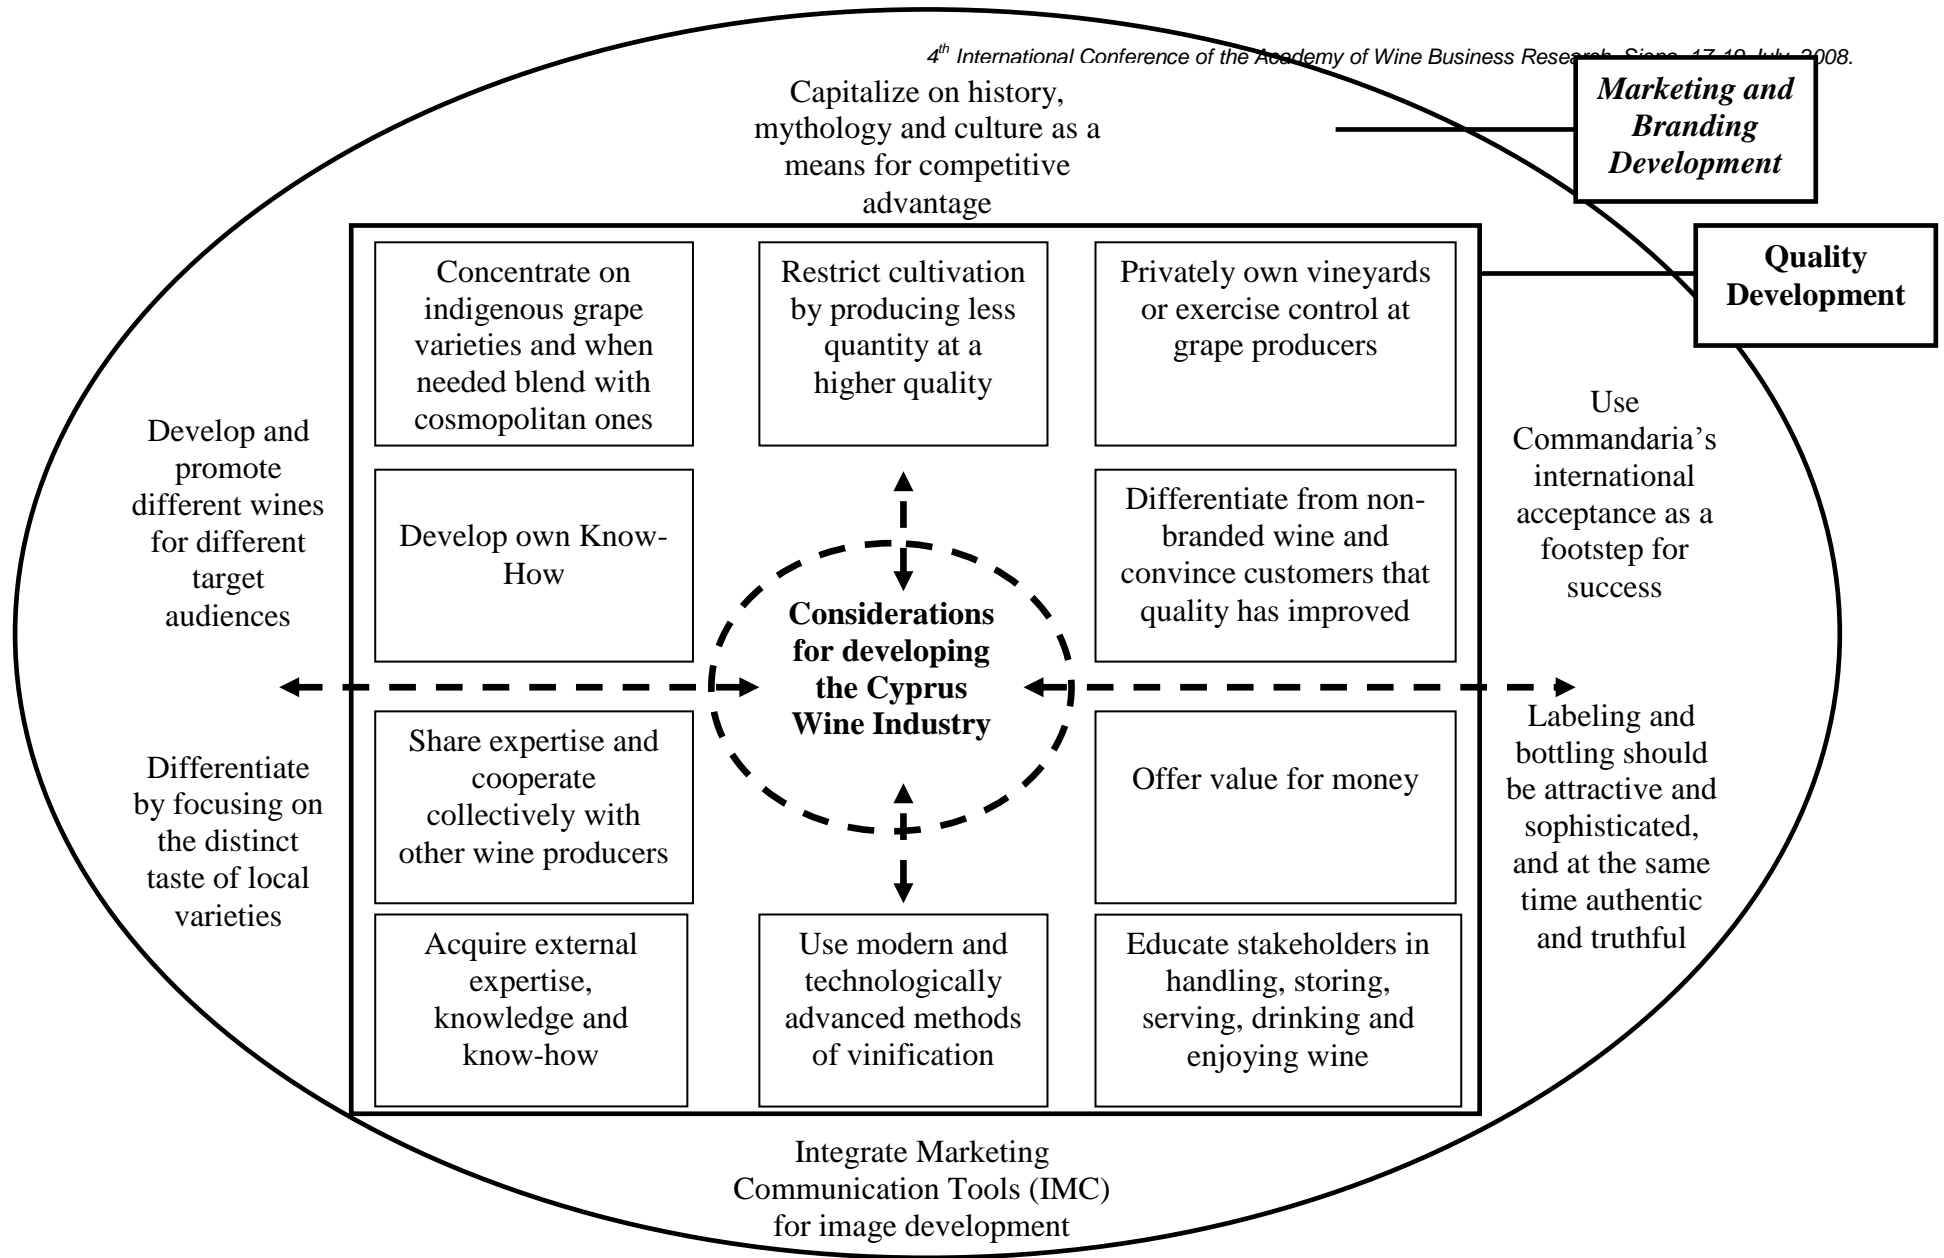 4th International Conference of the Academy of Wine Business Research, Siena, 17-19 July, 2008.
Marketing and
Branding
Development
Capitalize on history,
mythology and culture as a
means for competitive
advantage
Quality
Development
Concentrate on
indigenous grape
varieties and when
needed blend with
cosmopolitan ones
Restrict cultivation
by producing less
quantity at a
higher quality
Privately own vineyards
or exercise control at
grape producers
Develop and
promote
different wines
for different
target
audiences
Use
Commandaria’s
international
acceptance as a
footstep for
success
Develop own Know-
How
Differentiate from non-
branded wine and
convince customers that
quality has improved
Considerations
for developing
the Cyprus
Wine Industry
Differentiate
by focusing on
the distinct
taste of local
varieties
Share expertise and
cooperate
collectively with
other wine producers
Offer value for money
Labeling and
bottling should
be attractive and
sophisticated,
and at the same
time authentic
and truthful
Acquire external
expertise,
knowledge and
know-how
Use modern and
technologically
advanced methods
of vinification
Educate stakeholders in
handling, storing,
serving, drinking and
enjoying wine
Integrate Marketing
Communication Tools (IMC)
for image development